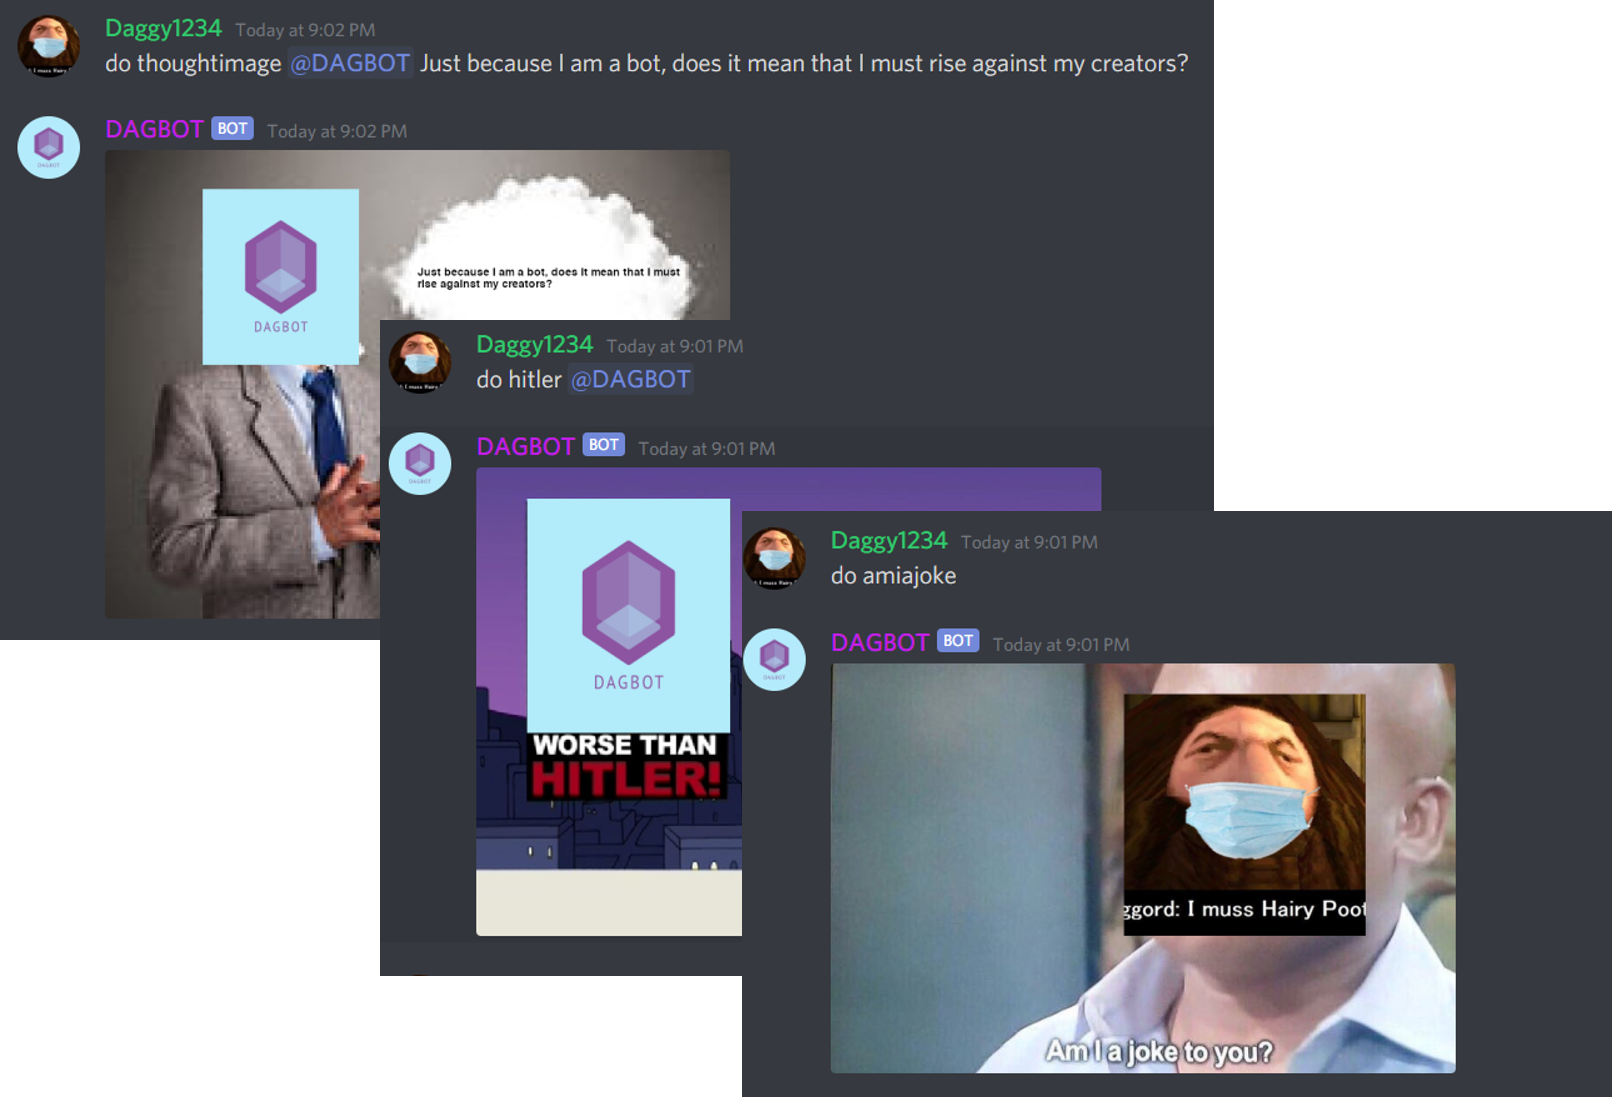 Daggy1234 Today at 9:02 PM
do thoughtimage @DAGBOT Just because I am a bot, does it mean that I must rise against my creators?
DAGBOT BOT Today at 9:02 PM
DAGBOT
Just because I am a bot, does it mean that I must
rise against my creators?
DAGBOT
Daggy1234 Today at 9:01 PM
do hitler @DAGBOT
DAGBOT BOT Today at 9:01 PM
DAGBOT
DAGBOT
WORSE THAN
HITLER!
Daggy1234 Today at 9:01 PM
do amiajoke
DAGBOT BOT Today at 9:01 PM
DAGBOT
ggord: I muss Hairy Poot
Am I a joke to you?